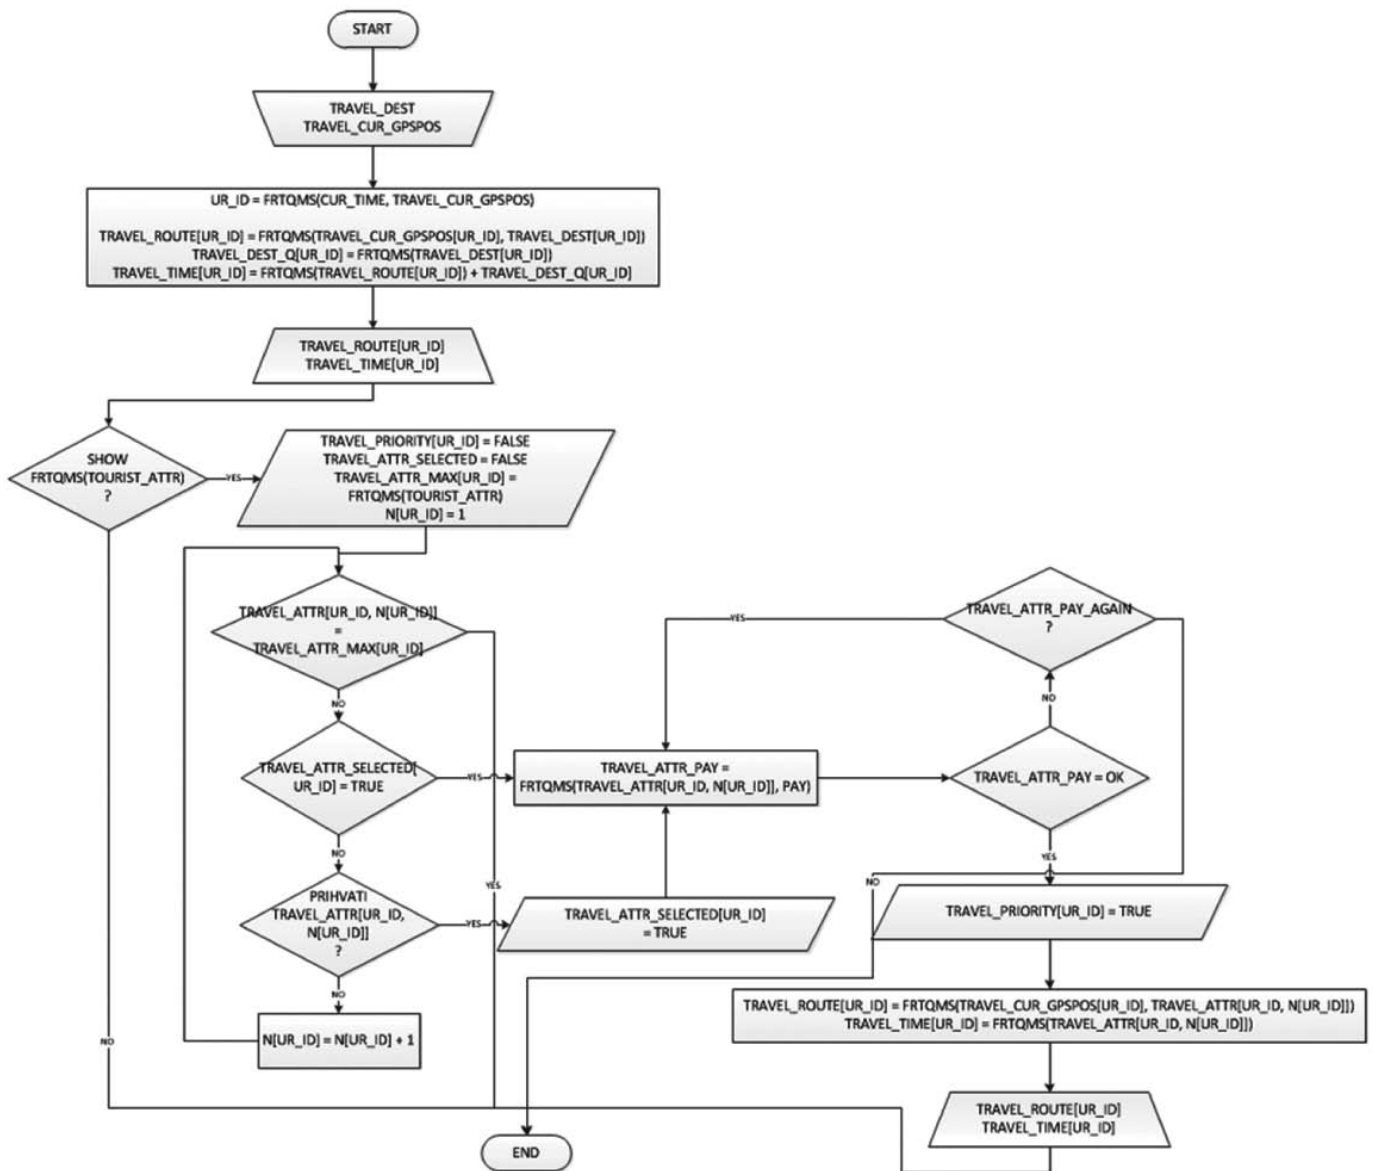 START
TRAVEL_DEST
TRAVEL_CUR_GPSPOS
UR_ID = FRTQMS(CUR_TIME, TRAVEL_CUR_GPSPOS)
TRAVEL_ROUTE[UR_ID] = FRTQMS(TRAVEL_CUR_GPSPOS[UR_ID], TRAVEL_DEST[UR_ID])
TRAVEL_DEST_Q[UR_ID] = FRTQMS(TRAVEL_DEST[UR_ID])
TRAVEL_TIME[UR_ID] = FRTQMS(TRAVEL_ROUTE[UR_ID]) + TRAVEL_DEST_Q[UR_ID]
TRAVEL_ROUTE[UR_ID]
TRAVEL_TIME[UR_ID]
SHOW
FRTQMS(TOURIST_ATTR)
?
YES
TRAVEL_PRIORITY[UR_ID] = FALSE
TRAVEL_ATTR_SELECTED = FALSE
TRAVEL_ATTR_MAX[UR_ID] =
FRTQMS(TOURIST_ATTR)
N[UR_ID] = 1
TRAVEL_ATTR[UR_ID, N[UR_ID]]
=
TRAVEL_ATTR_MAX[UR_ID]
NO
TRAVEL_ATTR_SELECTED[
UR_ID] = TRUE
YES
NO
PRIHVATI
TRAVEL_ATTR[UR_ID,
N[UR_ID]]
?
YES
NO
N[UR_ID] = N[UR_ID] + 1
NO
YES
TRAVEL_ATTR_SELECTED[UR_ID]
= TRUE
TRAVEL_ATTR_PAY =
FRTQMS(TRAVEL_ATTR[UR_ID, N[UR_ID]], PAY)
YES
TRAVEL_ATTR_PAY_AGAIN
?
NO
TRAVEL_ATTR_PAY = OK
YES
NO
TRAVEL_PRIORITY[UR_ID] = TRUE
TRAVEL_ROUTE[UR_ID] = FRTQMS(TRAVEL_CUR_GPSPOS[UR_ID], TRAVEL_ATTR[UR_ID, N[UR_ID]])
TRAVEL_TIME[UR_ID] = FRTQMS(TRAVEL_ATTR[UR_ID, N[UR_ID]])
TRAVEL_ROUTE[UR_ID]
TRAVEL_TIME[UR_ID]
END